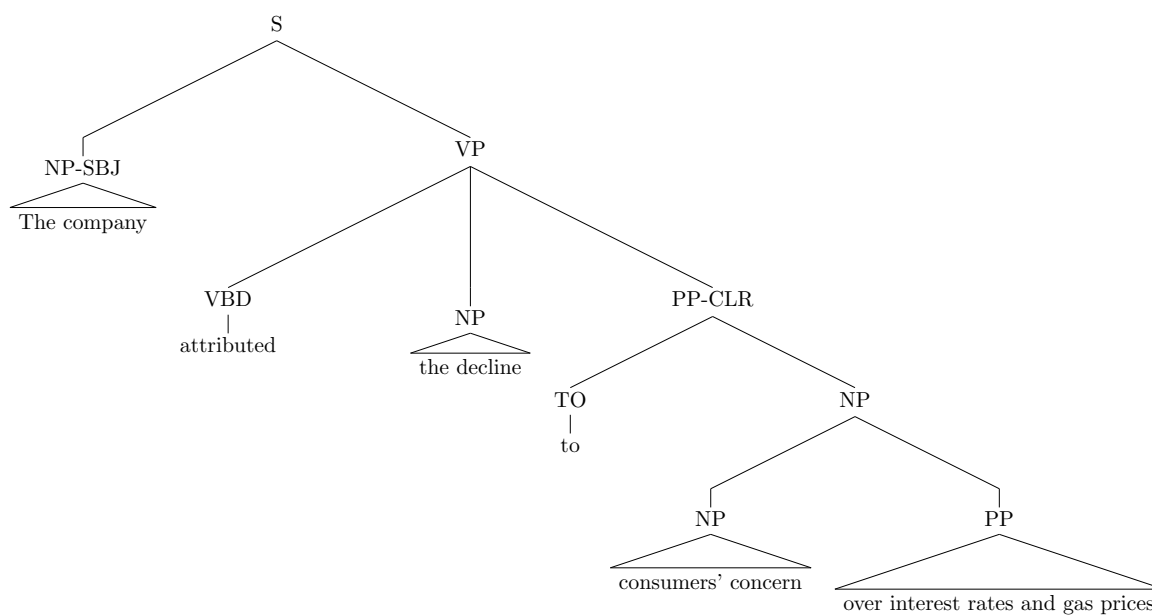 S
NP-SBJ
The company
VP
VBD
attributed
NP
the decline
PP-CLR
TO
to
NP
NP
consumers’ concern
PP
over interest rates and gas prices